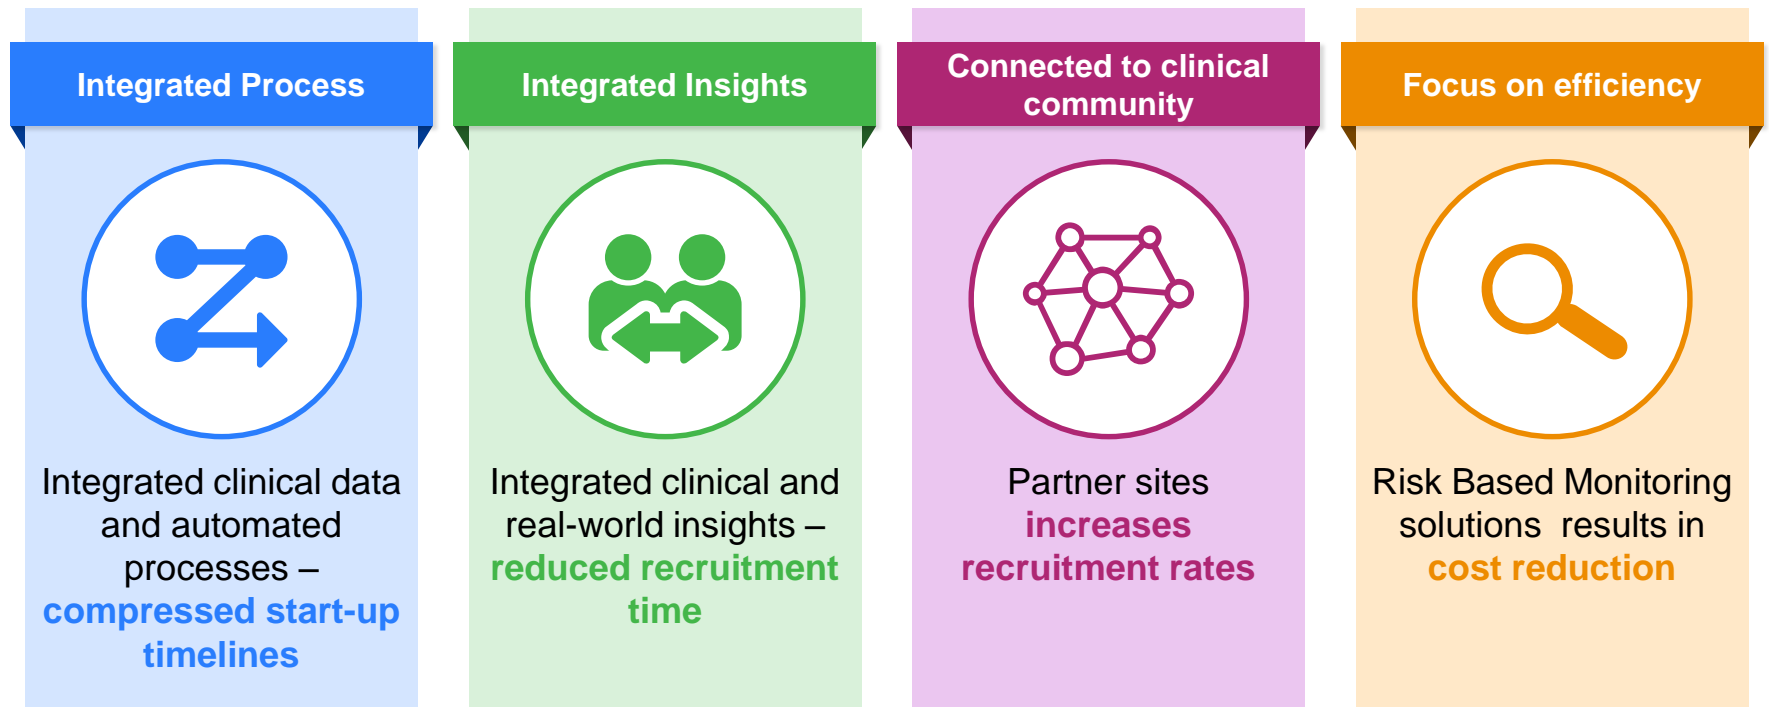 Integrated Process
Integrated clinical data
and automated
processes –
compressed start-up
timelines
Integrated Insights
Integrated clinical and
real-world insights –
reduced recruitment
time
Connected to clinical
community
Partner sites
increases
recruitment rates
Focus on efficiency
Risk Based Monitoring
solutions  results in
cost reduction